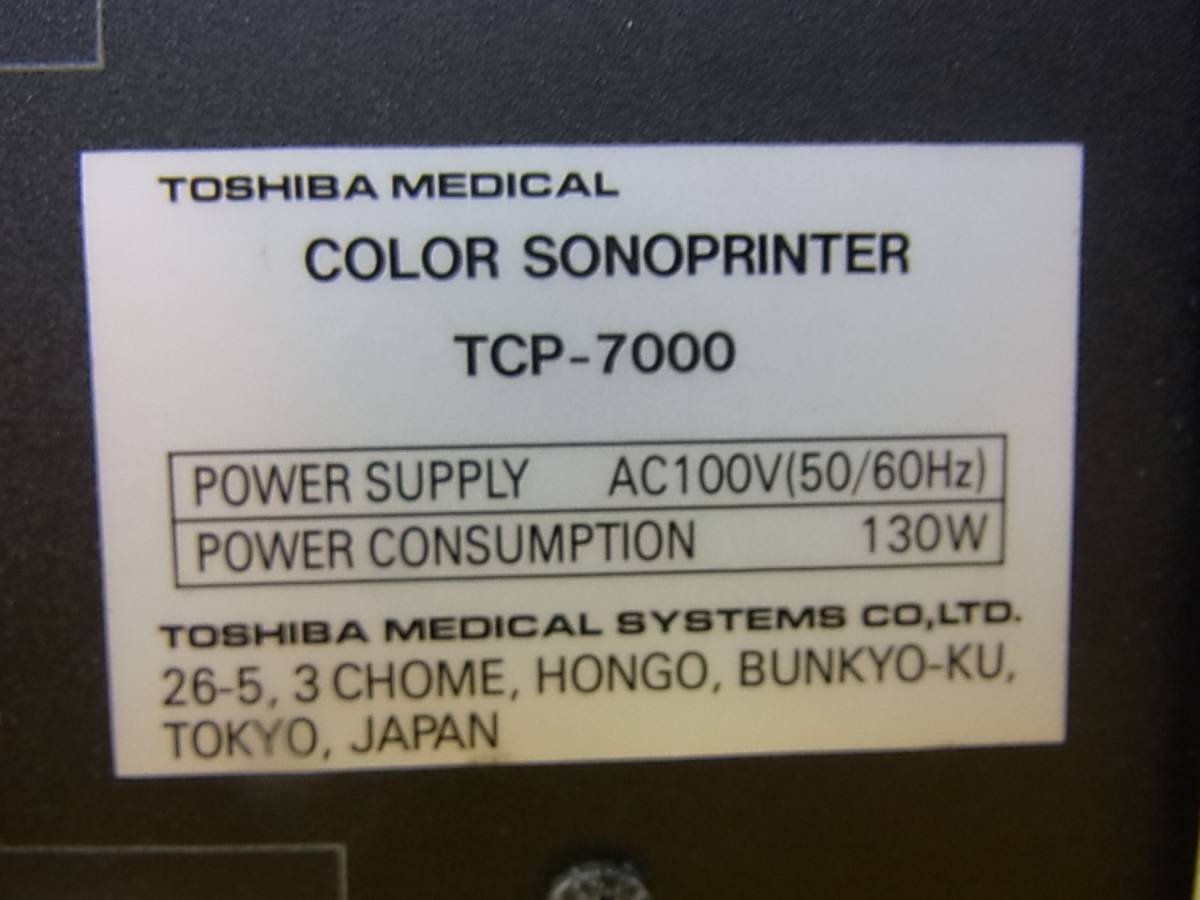 TOSHIBA MEDICAL
COLOR SONOPRINTER
TCP-7000
POWER SUPPLY AC100V(50/60Hz)
POWER CONSUMPTION 130W
TOSHIBA MEDICAL SYSTEMS CO,LTD.
26-5, 3 CHOME, HONGO, BUNKYO-KU,
TOKYO, JAPAN